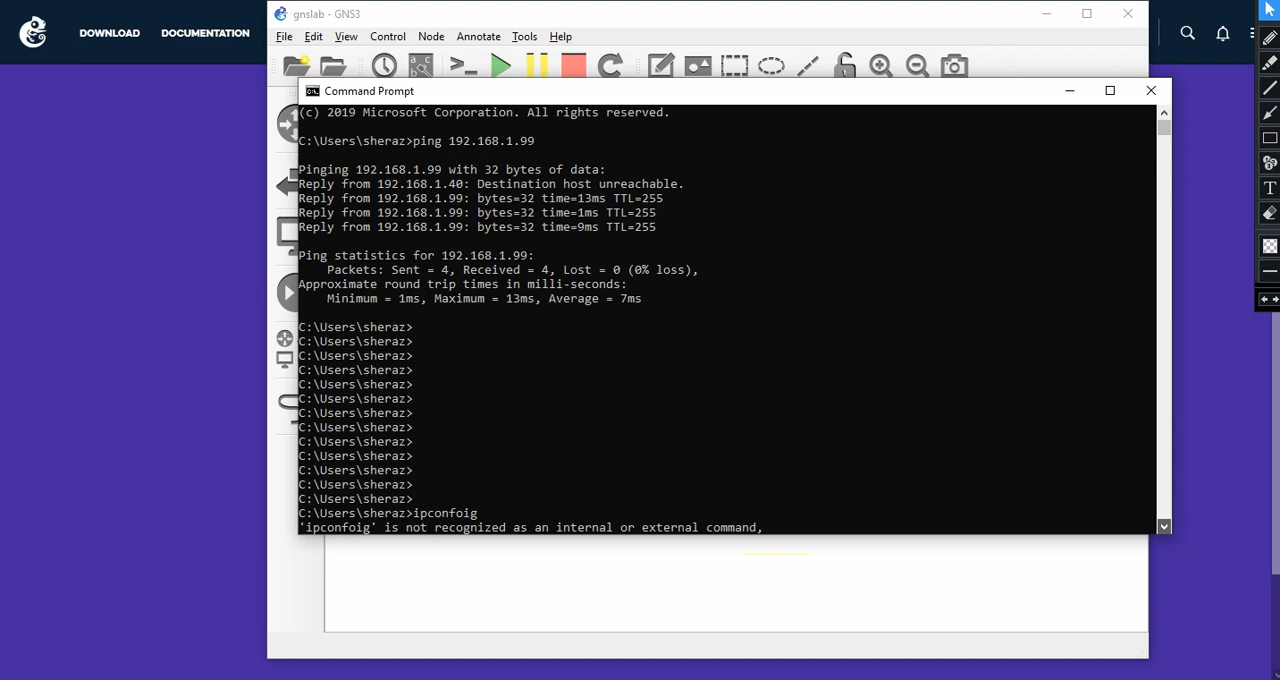 DOWNLOAD DOCUMENTATION
gnslab - GNS3
File Edit View Control Node Annotate Tools Help
Command Prompt
(c) 2019 Microsoft Corporation. All rights reserved.
C:\Users\sheraz>ping 192.168.1.99
Pinging 192.168.1.99 with 32 bytes of data:
Reply from 192.168.1.40: Destination host unreachable.
Reply from 192.168.1.99: bytes=32 time=13ms TTL=255
Reply from 192.168.1.99: bytes=32 time=1ms TTL=255
Reply from 192.168.1.99: bytes=32 time=9ms TTL=255
Ping statistics for 192.168.1.99:
Packets: Sent = 4, Received = 4, Lost = 0 (0% loss),
Approximate round trip times in milli-seconds:
Minimum = 1ms, Maximum = 13ms, Average = 7ms
C:\Users\sheraz>
C:\Users\sheraz>
C:\Users\sheraz>
C:\Users\sheraz>
C:\Users\sheraz>
C:\Users\sheraz>
C:\Users\sheraz>
C:\Users\sheraz>
C:\Users\sheraz>
C:\Users\sheraz>
C:\Users\sheraz>
C:\Users\sheraz>
C:\Users\sheraz>
C:\Users\sheraz>ipconfoig
'ipconfoig' is not recognized as an internal or external command,